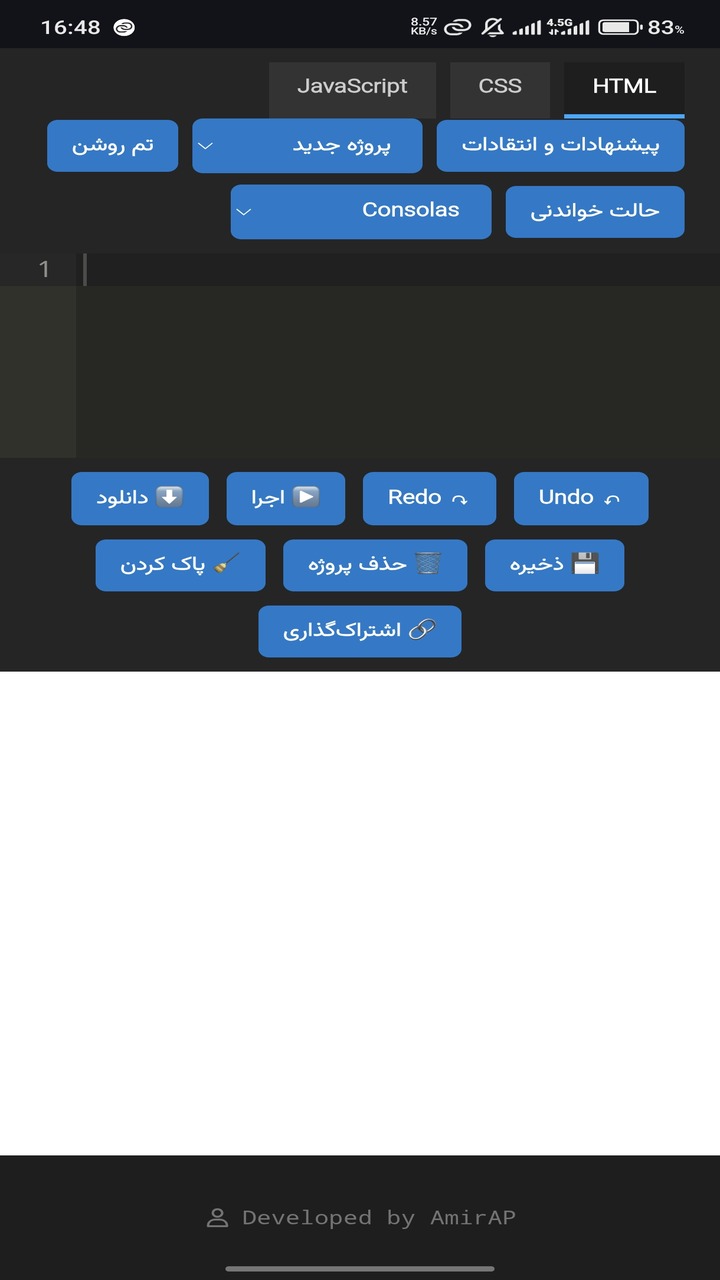 16:48 8.57 KB/s 4.5G 83%
HTML CSS JavaScript
پیشنهادات و انتقادات پروژه جدید تم روشن
حالت خواندنی Consolas
1
Undo Redo اجرا دانلود
ذخیره حذف پروژه پاک کردن
اشتراک‌گذاری
Developed by AmirAP